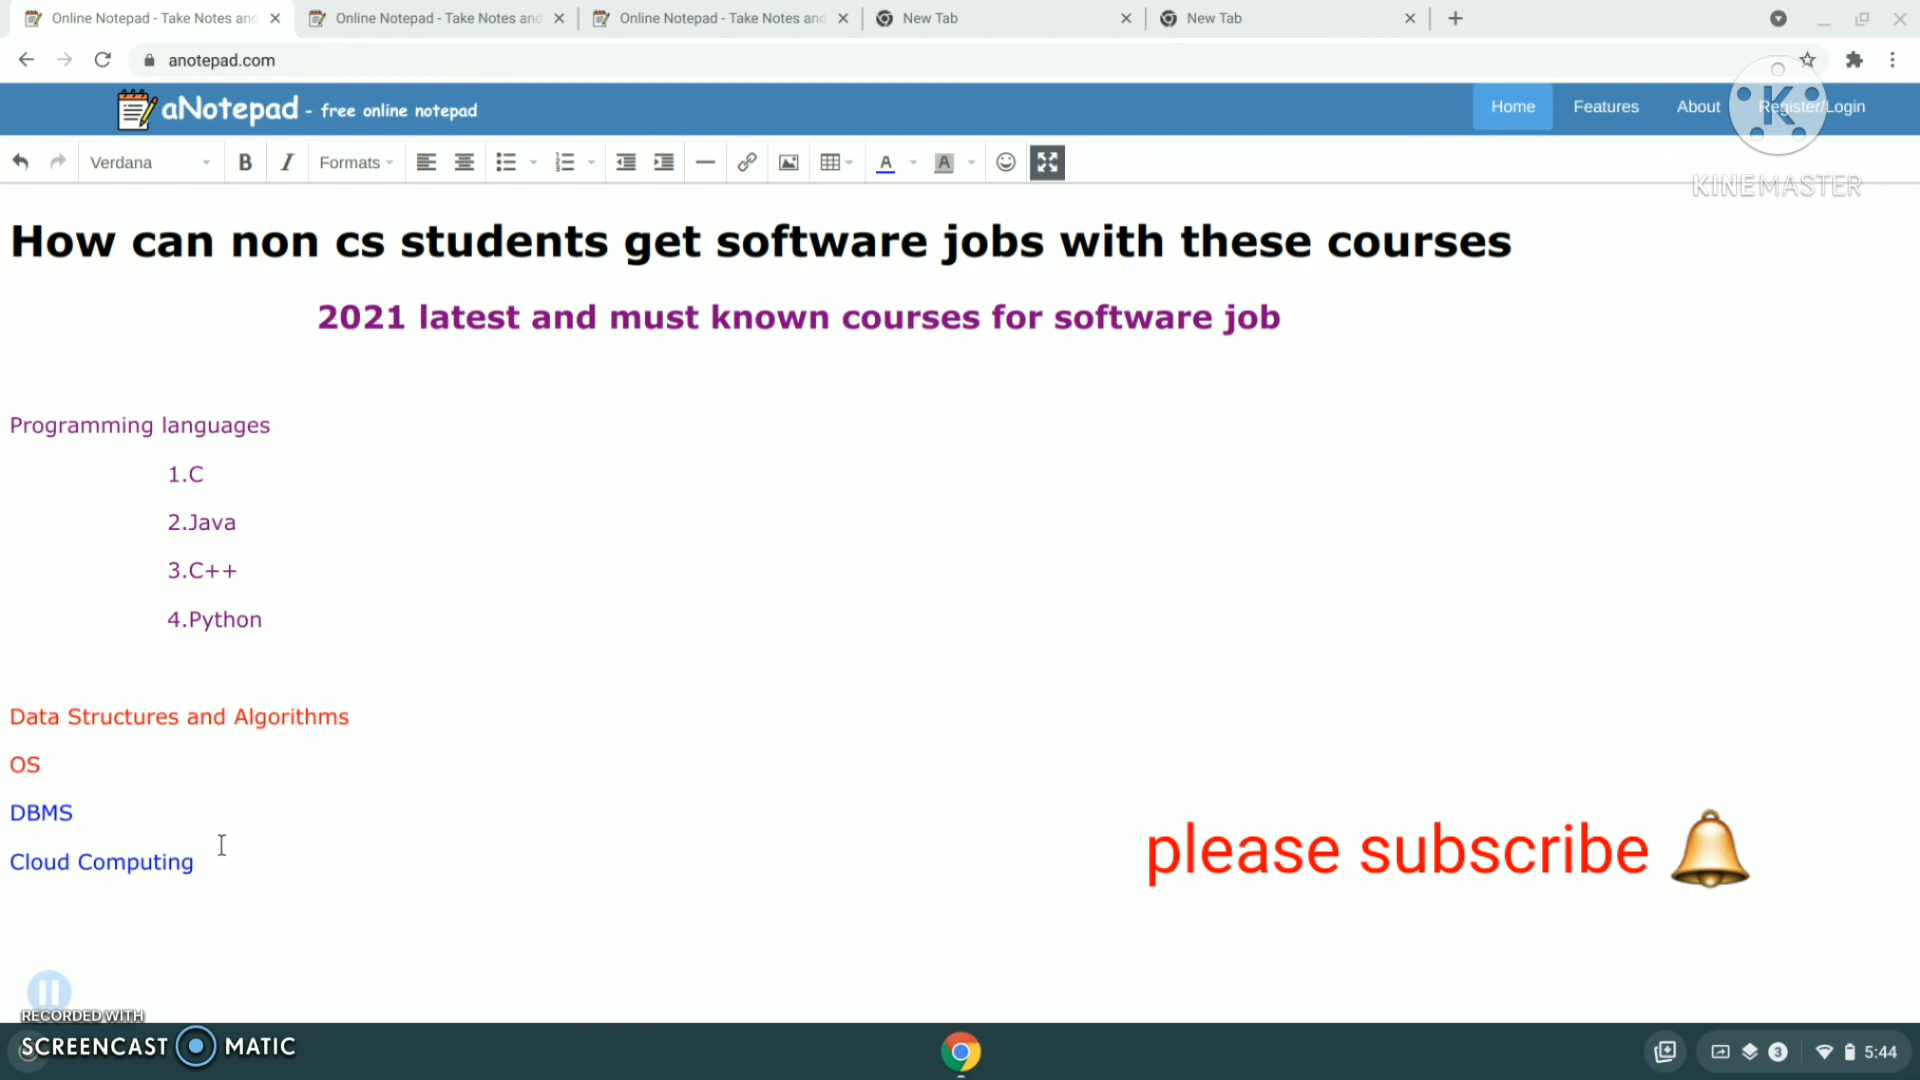 Online Notepad - Take Notes and
Online Notepad - Take Notes and
Online Notepad - Take Notes and
New Tab
New Tab
anotepad.com
aNotepad - free online notepad
Home
Features
About
Register/Login
K
KINEMASTER
Verdana
B
I
Formats
A
A
How can non cs students get software jobs with these courses
2021 latest and must known courses for software job
Programming languages
1.C
2.Java
3.C++
4.Python
Data Structures and Algorithms
OS
DBMS
Cloud Computing
please subscribe
RECORDED WITH
SCREENCAST MATIC
3
5:44